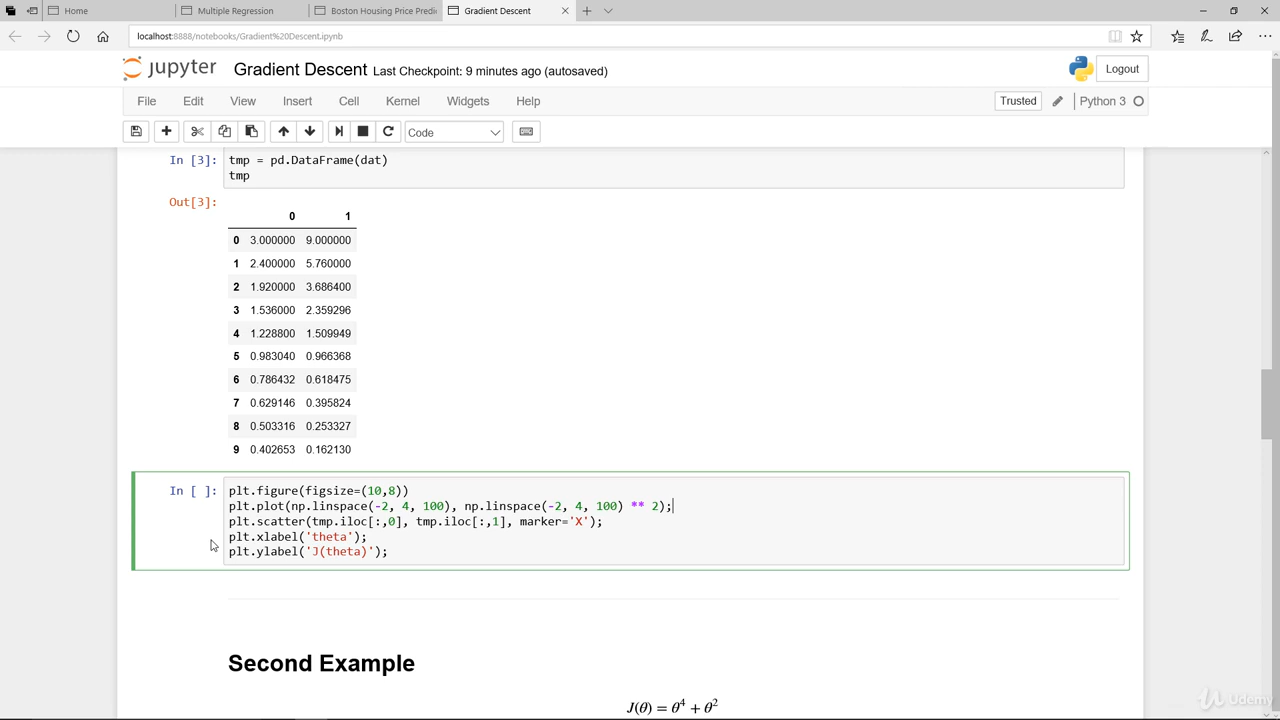 Home
Multiple Regression
Boston Housing Price Predi
Gradient Descent
localhost:8888/notebooks/Gradient%20Descent.ipynb
jupyter Gradient Descent Last Checkpoint: 9 minutes ago (autosaved)
Logout
File Edit View Insert Cell Kernel Widgets Help
Trusted
Python 3
Code
In [3]: tmp = pd.DataFrame(dat)
tmp
Out[3]:
0 1
0 3.000000 9.000000
1 2.400000 5.760000
2 1.920000 3.686400
3 1.536000 2.359296
4 1.228800 1.509949
5 0.983040 0.966368
6 0.786432 0.618475
7 0.629146 0.395824
8 0.503316 0.253327
9 0.402653 0.162130
In [ ]: plt.figure(figsize=(10,8))
plt.plot(np.linspace(-2, 4, 100), np.linspace(-2, 4, 100) ** 2);
plt.scatter(tmp.iloc[:,0], tmp.iloc[:,1], marker='X');
plt.xlabel('theta');
plt.ylabel('J(theta)');
Second Example
J(θ) = θ⁴ + θ²
Udemy